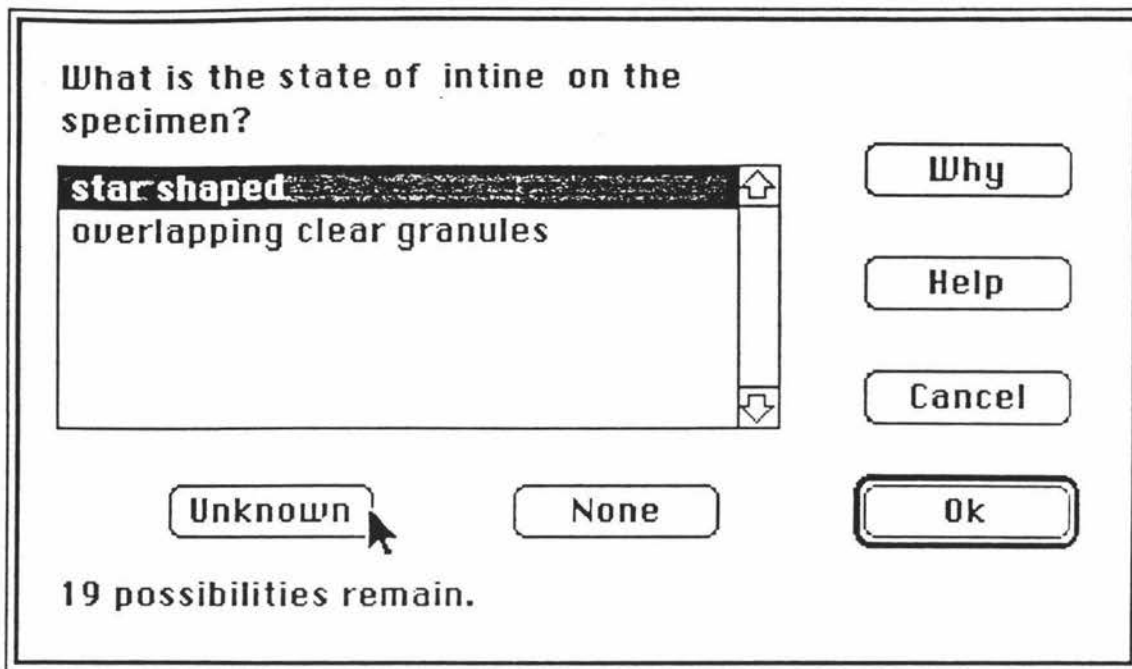 What is the state of intine on the
specimen?
star shaped
overlapping clear granules
Why
Help
Cancel
Unknown
None
Ok
19 possibilities remain.